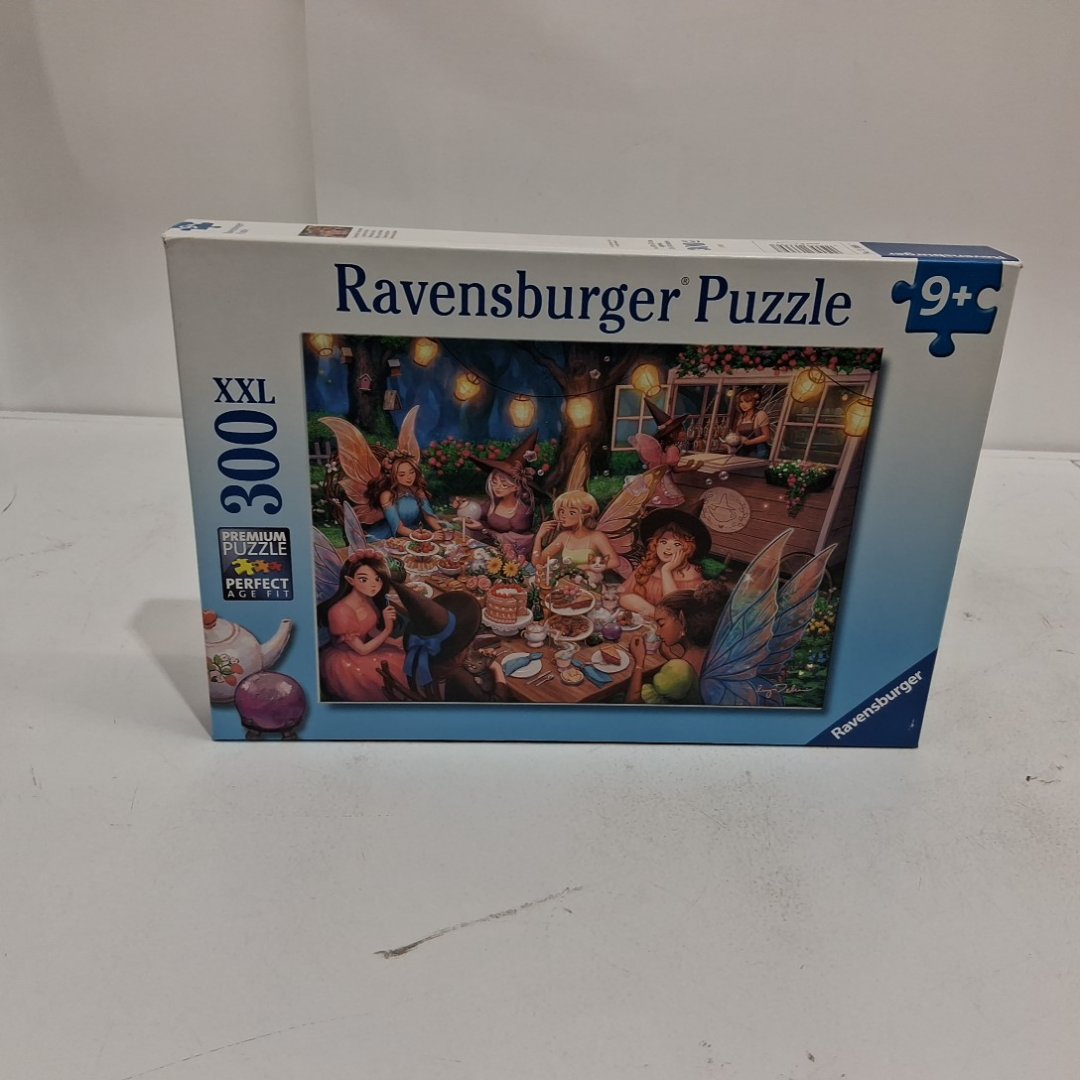 Ravensburger® Puzzle
9+
XXL
300
PREMIUM
PUZZLE
PERFECT
AGE FIT
Ravensburger